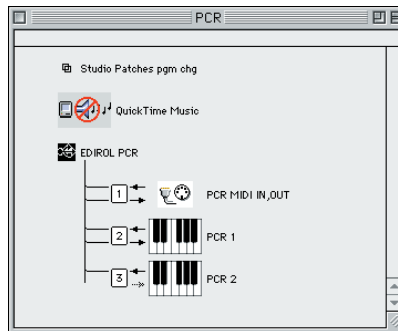 PCR
Studio Patches pgm chg
QuickTime Music
EDIROL PCR
1
PCR MIDI IN,OUT
2
PCR 1
3
PCR 2